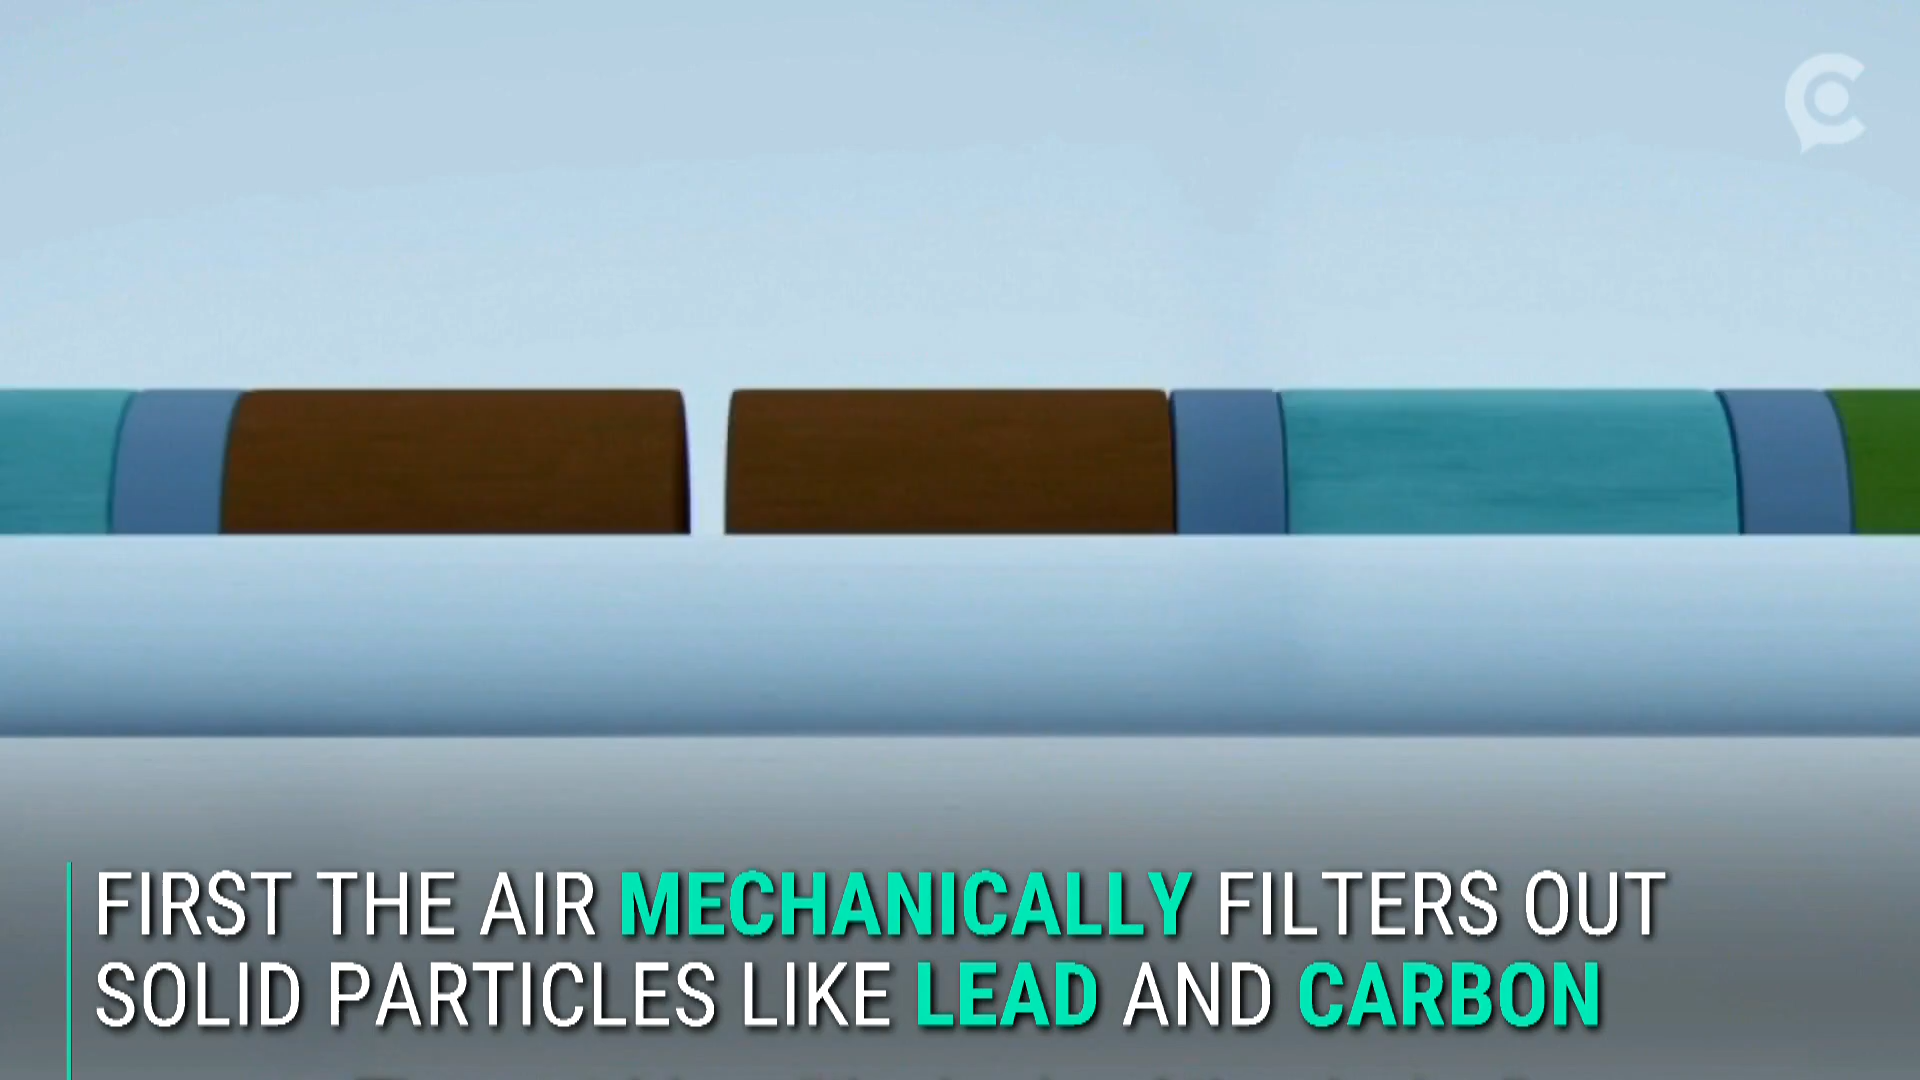 FIRST THE AIR MECHANICALLY FILTERS OUT
SOLID PARTICLES LIKE LEAD AND CARBON